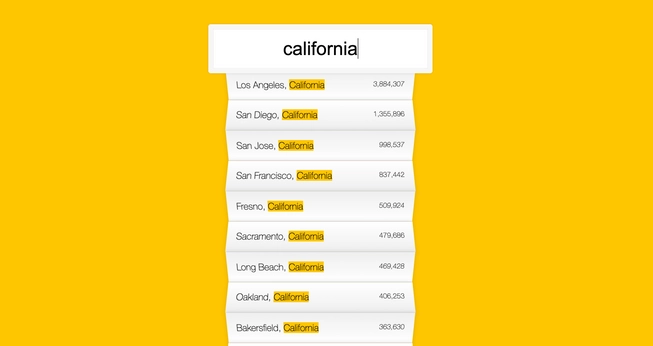 california
Los Angeles, California 3,884,307
San Diego, California 1,355,896
San Jose, California 998,537
San Francisco, California 837,442
Fresno, California 509,924
Sacramento, California 479,686
Long Beach, California 469,428
Oakland, California 406,253
Bakersfield, California 363,630